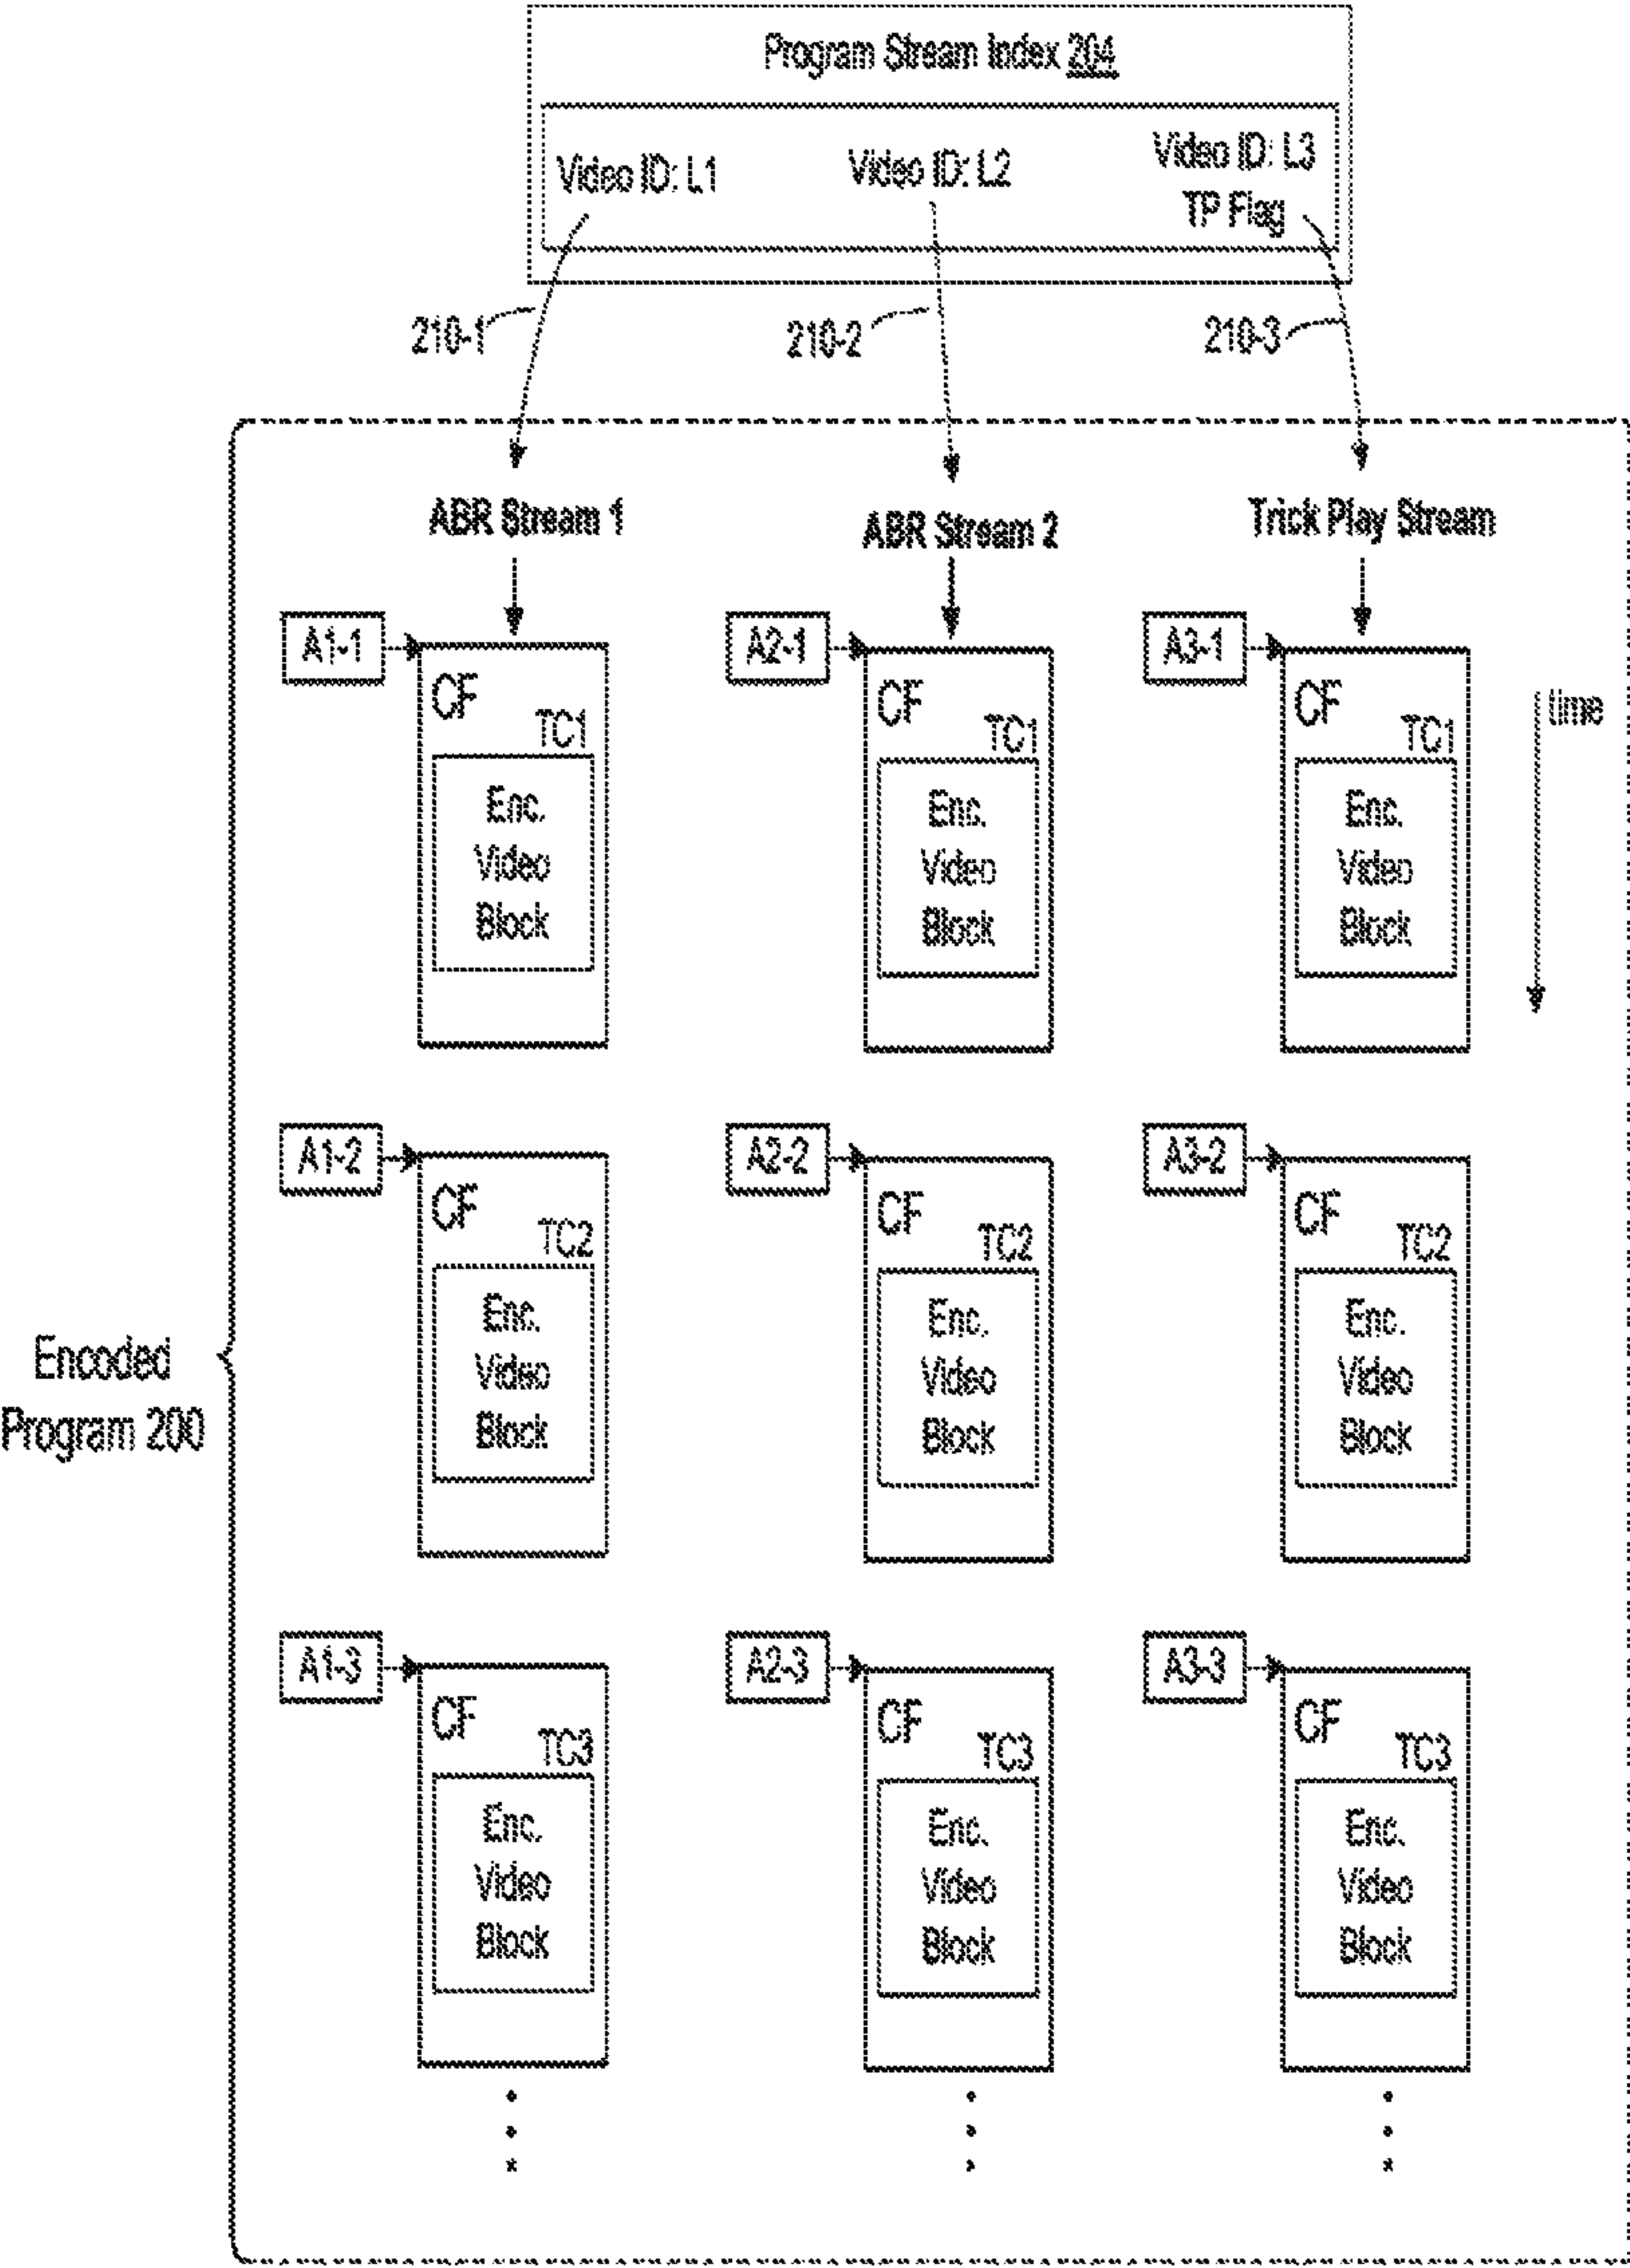 Program Stream Index 204
Video ID: L1
Video ID: L2
Video ID: L3
TP Flag
210-1
210-2
210-3
ABR Stream 1
ABR Stream 2
Trick Play Stream
A1-1
A2-1
A3-1
time
CF
TC1
Enc.
Video
Block
CF
TC1
Enc.
Video
Block
CF
TC1
Enc.
Video
Block
A1-2
A2-2
A3-2
CF
TC2
Enc.
Video
Block
CF
TC2
Enc.
Video
Block
CF
TC2
Enc.
Video
Block
Encoded
Program 200
A1-3
A2-3
A3-3
CF
TC3
Enc.
Video
Block
CF
TC3
Enc.
Video
Block
CF
TC3
Enc.
Video
Block